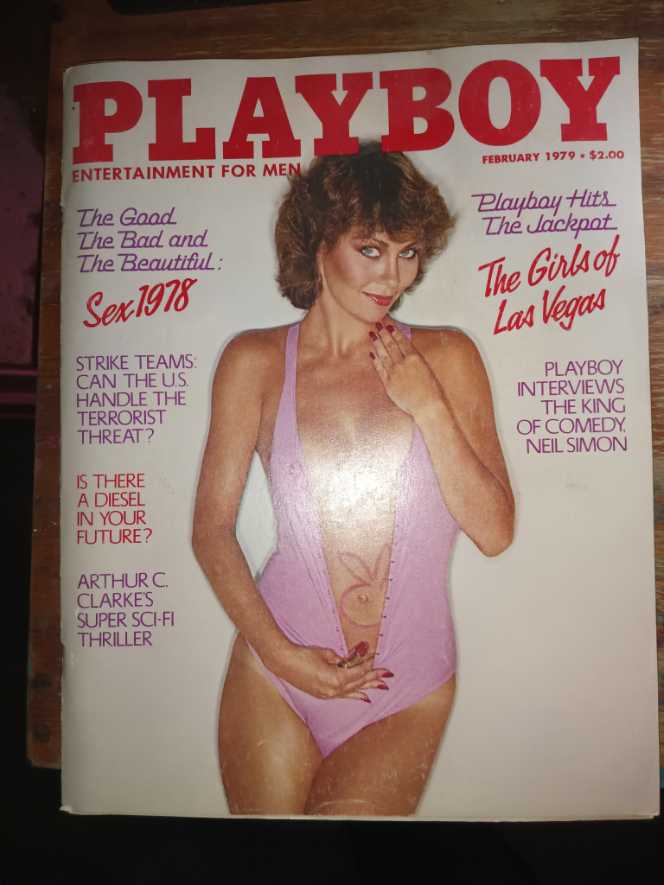 PLAYBOY
ENTERTAINMENT FOR MEN
FEBRUARY 1979 • $2.00
The Good
The Bad and
The Beautiful:
Sex 1978
STRIKE TEAMS:
CAN THE U.S.
HANDLE THE
TERRORIST
THREAT?
IS THERE
A DIESEL
IN YOUR
FUTURE?
ARTHUR C.
CLARKE'S
SUPER SCI-FI
THRILLER
Playboy Hits
The Jackpot
The Girls of
Las Vegas
PLAYBOY
INTERVIEWS
THE KING
OF COMEDY,
NEIL SIMON